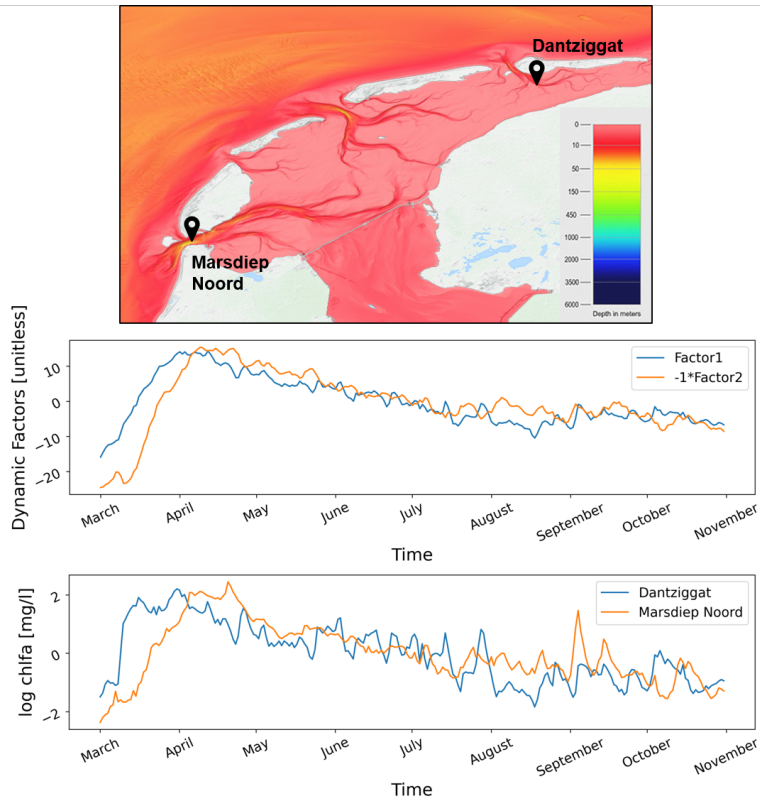 Dantziggat
Marsdiep
Noord
0
10
50
150
450
1000
2000
3500
6000
Depth in meters
Dynamic Factors [unitless]
10
0
−10
−20
Factor1
-1*Factor2
March April May June July August September October November
Time
log chlfa [mg/l]
2
0
−2
Dantziggat
Marsdiep Noord
March April May June July August September October November
Time